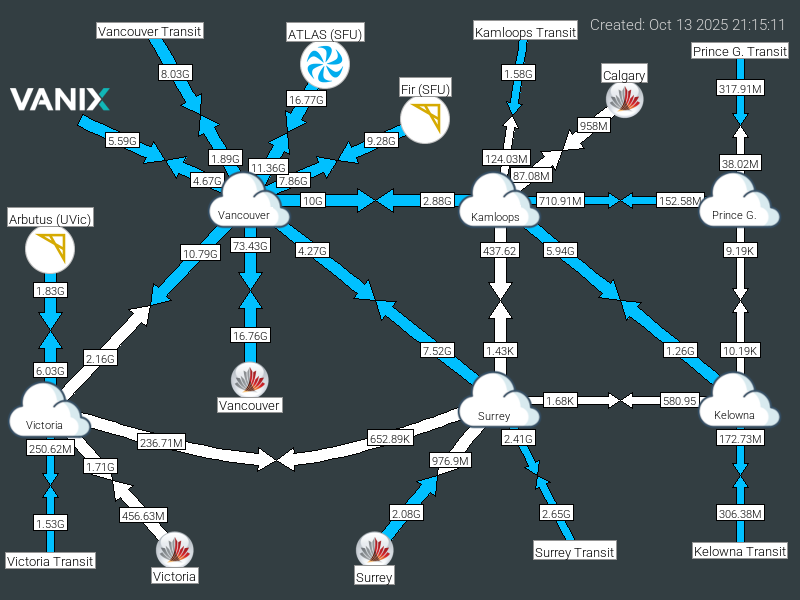 Created: Oct 13 2025 21:15:11
Vancouver Transit
ATLAS (SFU)
Kamloops Transit
Prince G. Transit
8.03G
16.77G
1.58G
Calgary
317.91M
Fir (SFU)
VANIX
5.59G
9.28G
958M
1.89G
124.03M
38.02M
11.36G
87.08M
4.67G
7.86G
10G
2.88G
710.91M
152.58M
Vancouver
Kamloops
Prince G.
Arbutus (UVic)
10.79G
73.43G
4.27G
437.62
5.94G
9.19K
1.83G
16.76G
2.16G
7.52G
1.43K
1.26G
10.19K
6.03G
Vancouver
1.68K
580.95
Victoria
Surrey
Kelowna
236.71M
652.89K
2.41G
172.73M
250.62M
1.71G
976.9M
1.53G
456.63M
2.08G
2.65G
306.38M
Victoria Transit
Victoria
Surrey
Surrey Transit
Kelowna Transit